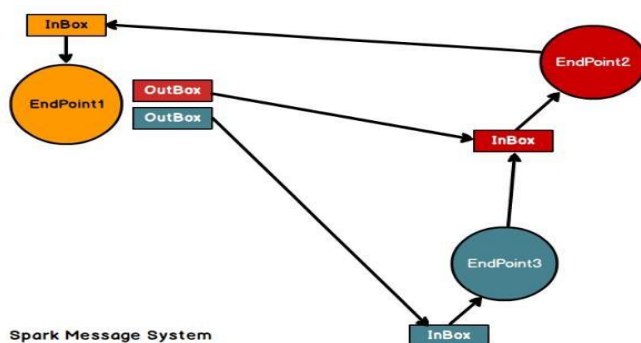 InBox
EndPoint1
OutBox
OutBox
EndPoint2
InBox
EndPoint3
InBox
Spark Message System